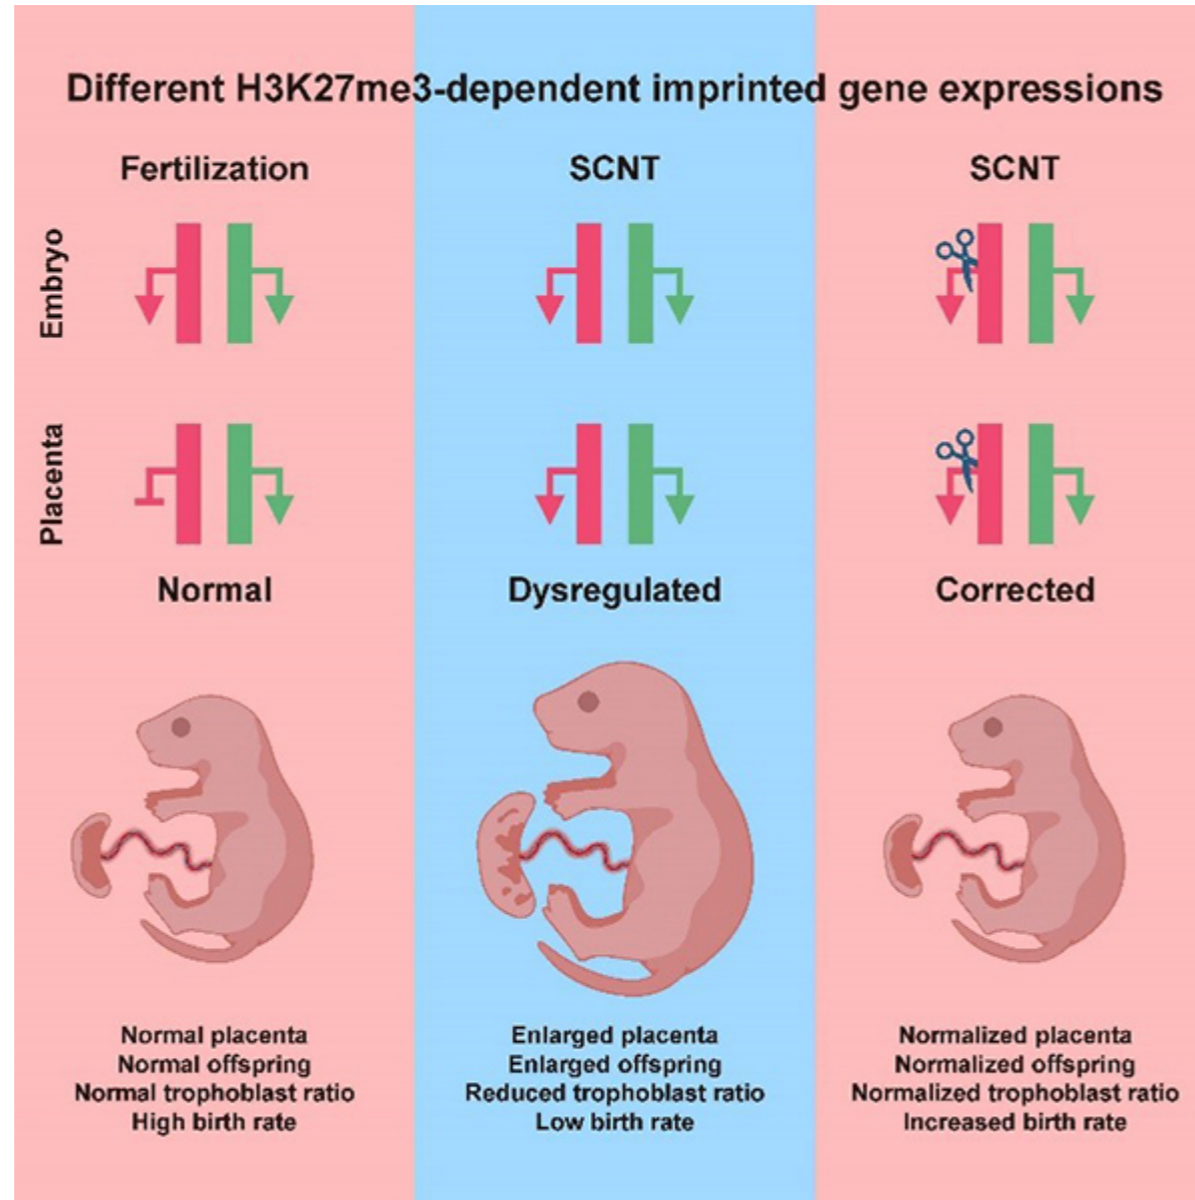 Different H3K27me3-dependent imprinted gene expressions
Fertilization
SCNT
SCNT
Embryo
Placenta
Normal
Dysregulated
Corrected
Normal placenta
Normal offspring
Normal trophoblast ratio
High birth rate
Enlarged placenta
Enlarged offspring
Reduced trophoblast ratio
Low birth rate
Normalized placenta
Normalized offspring
Normalized trophoblast ratio
Increased birth rate